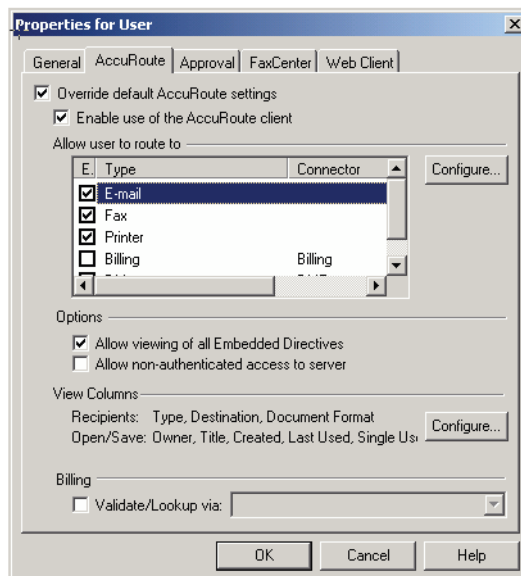 Properties for User
General AccuRoute Approval FaxCenter Web Client
Override default AccuRoute settings
Enable use of the AccuRoute client
Allow user to route to
E. Type Connector
Configure...
E-mail
Fax
Printer
Billing Billing
Options
Allow viewing of all Embedded Directives
Allow non-authenticated access to server
View Columns
Recipients: Type, Destination, Document Format
Open/Save: Owner, Title, Created, Last Used, Single
Configure...
Billing
Validate/Lookup via:
OK Cancel Help